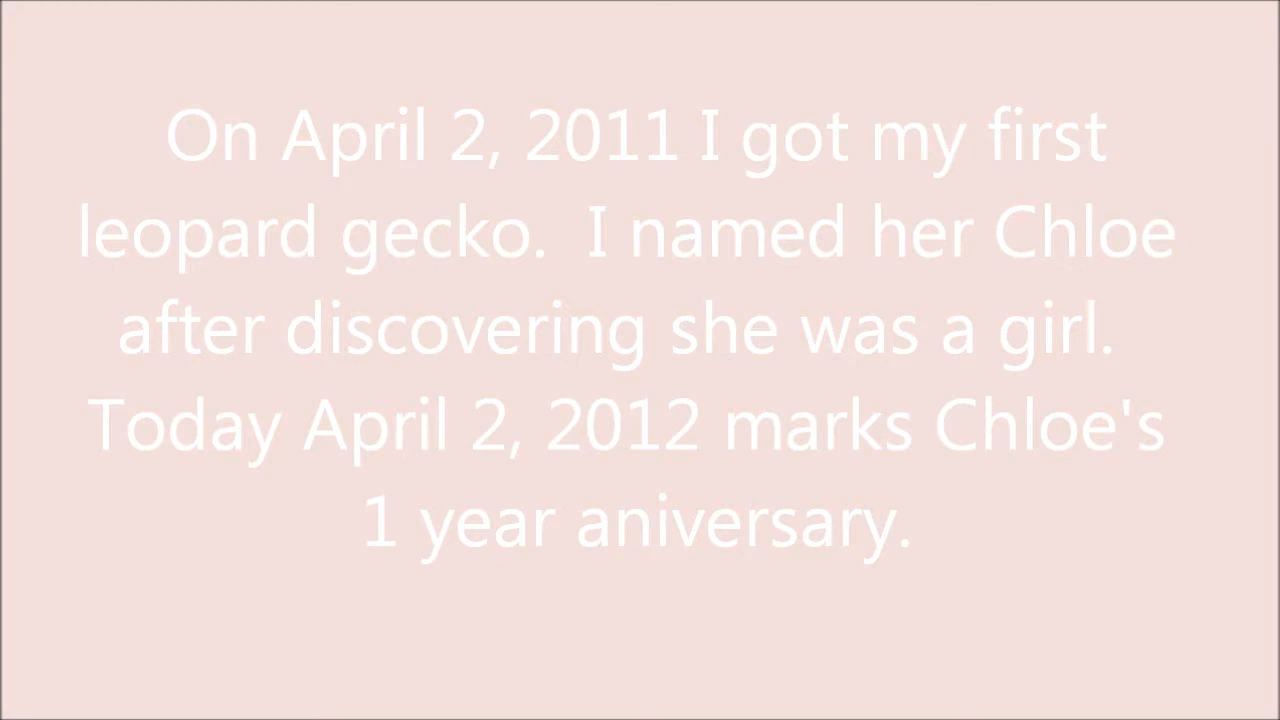 On April 2, 2011 I got my first
leopard gecko.  I named her Chloe
after discovering she was a girl.
Today April 2, 2012 marks Chloe's
1 year aniversary.